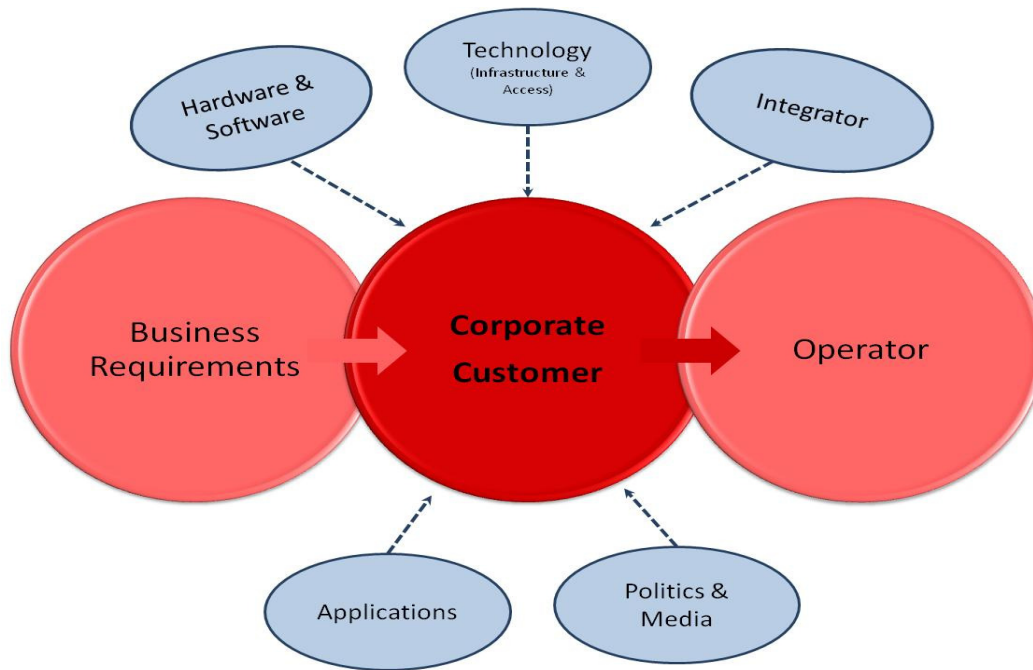 Hardware &
Software
Technology
(Infrastructure &
Access)
Integrator
Business
Requirements
Corporate
Customer
Operator
Applications
Politics &
Media